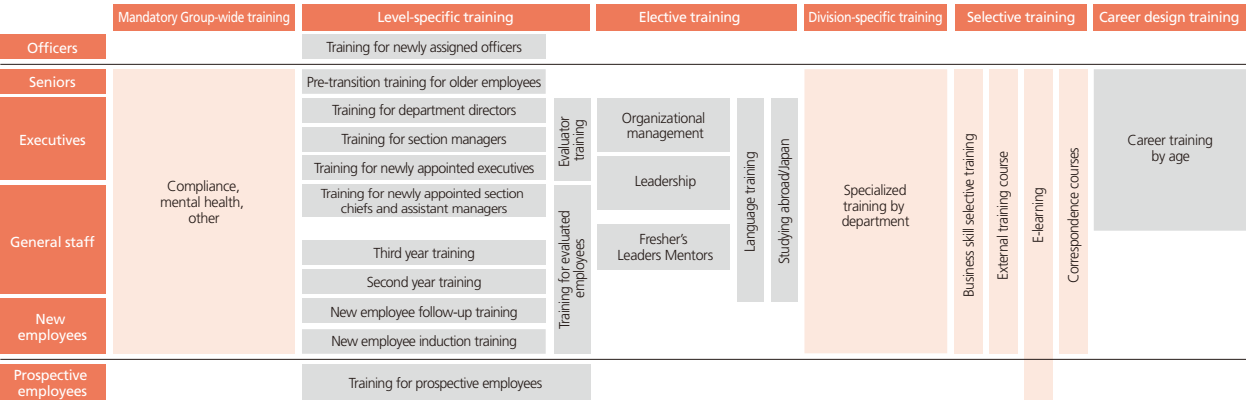 Mandatory Group-wide training
Level-specific training
Elective training
Division-specific training
Selective training
Career design training
Officers
Training for newly assigned officers
Seniors
Pre-transition training for older employees
Executives
Training for department directors
Training for section managers
Training for newly appointed executives
General staff
Training for newly appointed section
chiefs and assistant managers
Third year training
Second year training
New
employees
New employee follow-up training
New employee induction training
Prospective
employees
Training for prospective employees
Compliance,
mental health,
other
Evaluator
training
Training for evaluated
employees
Organizational
management
Leadership
Fresher's
Leaders Mentors
Language training
Studying abroad/Japan
Specialized
training by
department
Business skill selective training
External training course
E-learning
Correspondence courses
Career training
by age